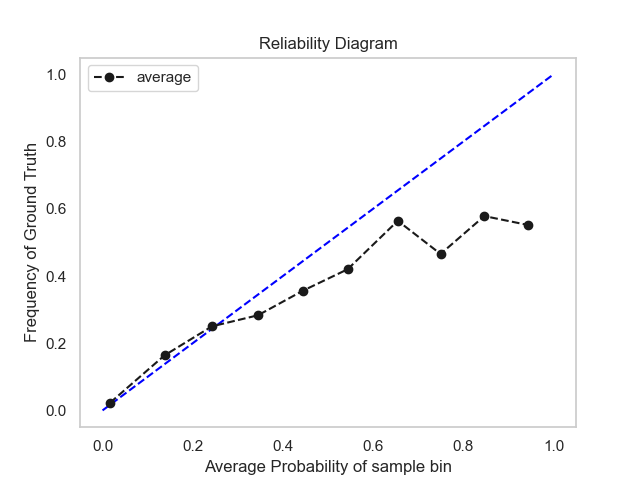 Reliability Diagram
average
1.0
0.8
0.6
0.4
0.2
0.0
Frequency of Ground Truth
0.0 0.2 0.4 0.6 0.8 1.0
Average Probability of sample bin